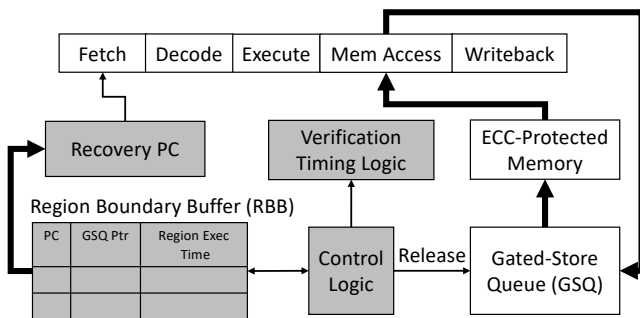 Fetch Decode Execute Mem Access Writeback
Recovery PC
Verification
Timing Logic
ECC-Protected
Memory
Region Boundary Buffer (RBB)
PC GSQ Ptr Region Exec
Time
Control
Logic
Release
Gated-Store
Queue (GSQ)